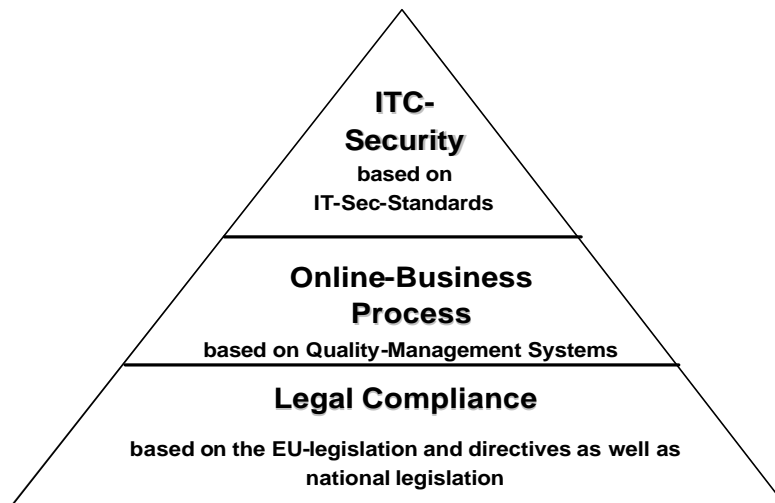 ITC-
Security
based on
IT-Sec-Standards
Online-Business
Process
based on Quality-Management Systems
Legal Compliance
based on the EU-legislation and directives as well as
national legislation